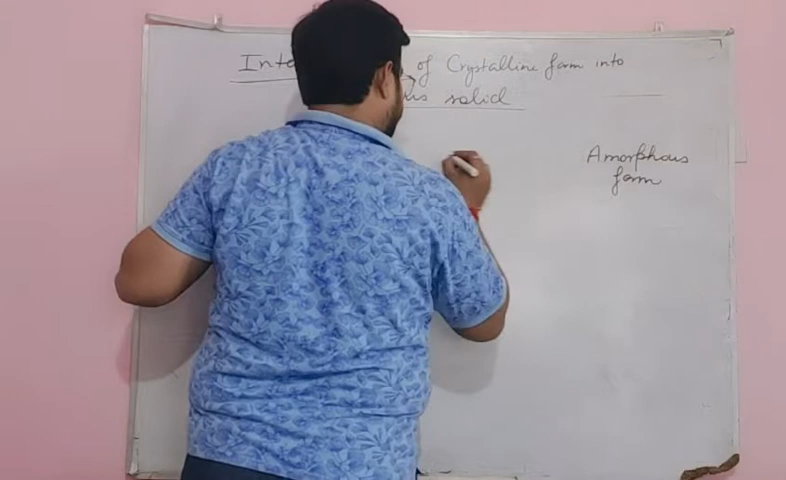 Inte of Crystalline form into
us solid
Amorphous
form